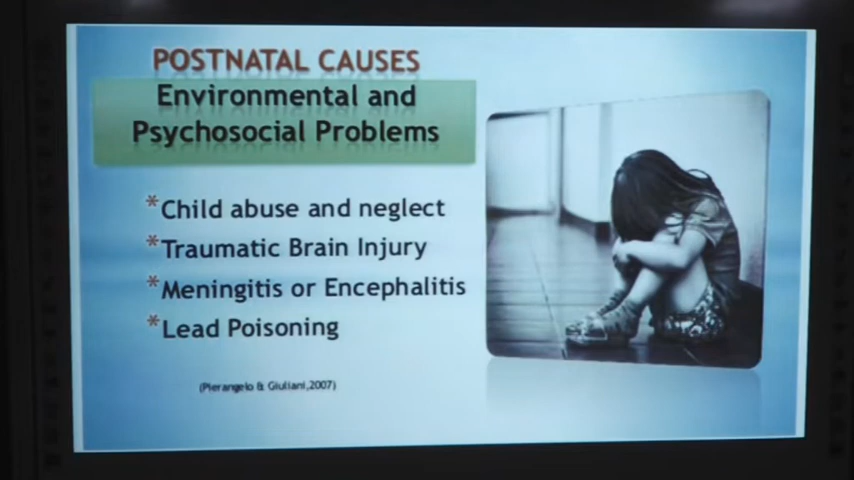 POSTNATAL CAUSES
Environmental and
Psychosocial Problems
*Child abuse and neglect
*Traumatic Brain Injury
*Meningitis or Encephalitis
*Lead Poisoning
(Pierangelo & Giuliani,2007)